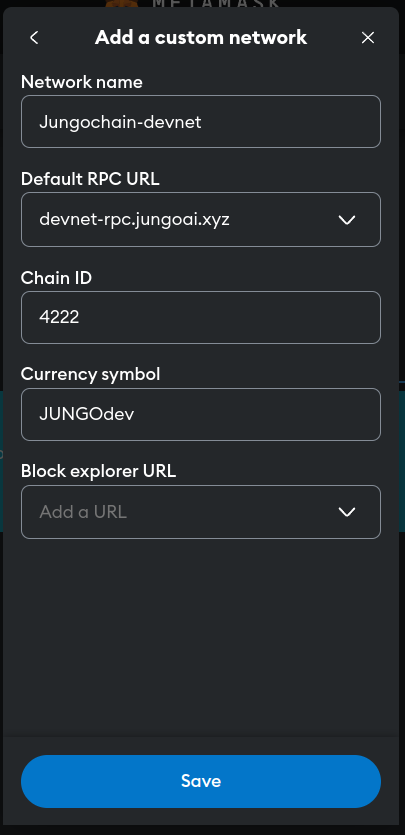 METAMASK
Add a custom network
Network name
Jungochain-devnet
Default RPC URL
devnet-rpc.jungoai.xyz
Chain ID
4222
Currency symbol
JUNGOdev
Block explorer URL
Add a URL
Save